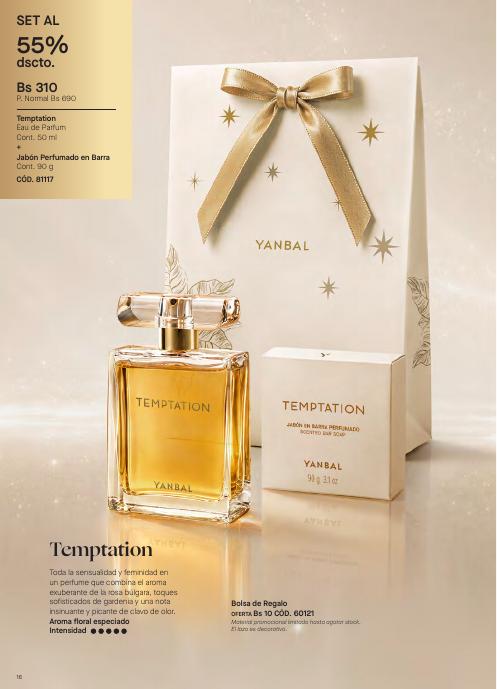 SET AL
55%
dscto.
Bs 310
P. Normal Bs 690
Temptation
Eau de Parfum
Cont. 50 ml
+
Jabón Perfumado en Barra
Cont. 90 g
CÓD. 81117
YANBAL
TEMPTATION
YANBAL
TEMPTATION
JABÓN EN BARRA PERFUMADO
SCENTED BAR SOAP
YANBAL
90 g. 3.1 oz
Temptation
Toda la sensualidad y feminidad en
un perfume que combina el aroma
exuberante de la rosa búlgara, toques
sofisticados de gardenia y una nota
insinuante y picante de clavo de olor.
Aroma floral especiado
Intensidad ●●●●●
Bolsa de Regalo
OFERTA Bs 10 CÓD. 60121
Material promocional limitado hasta agotar stock.
El lazo es decorativo.
16